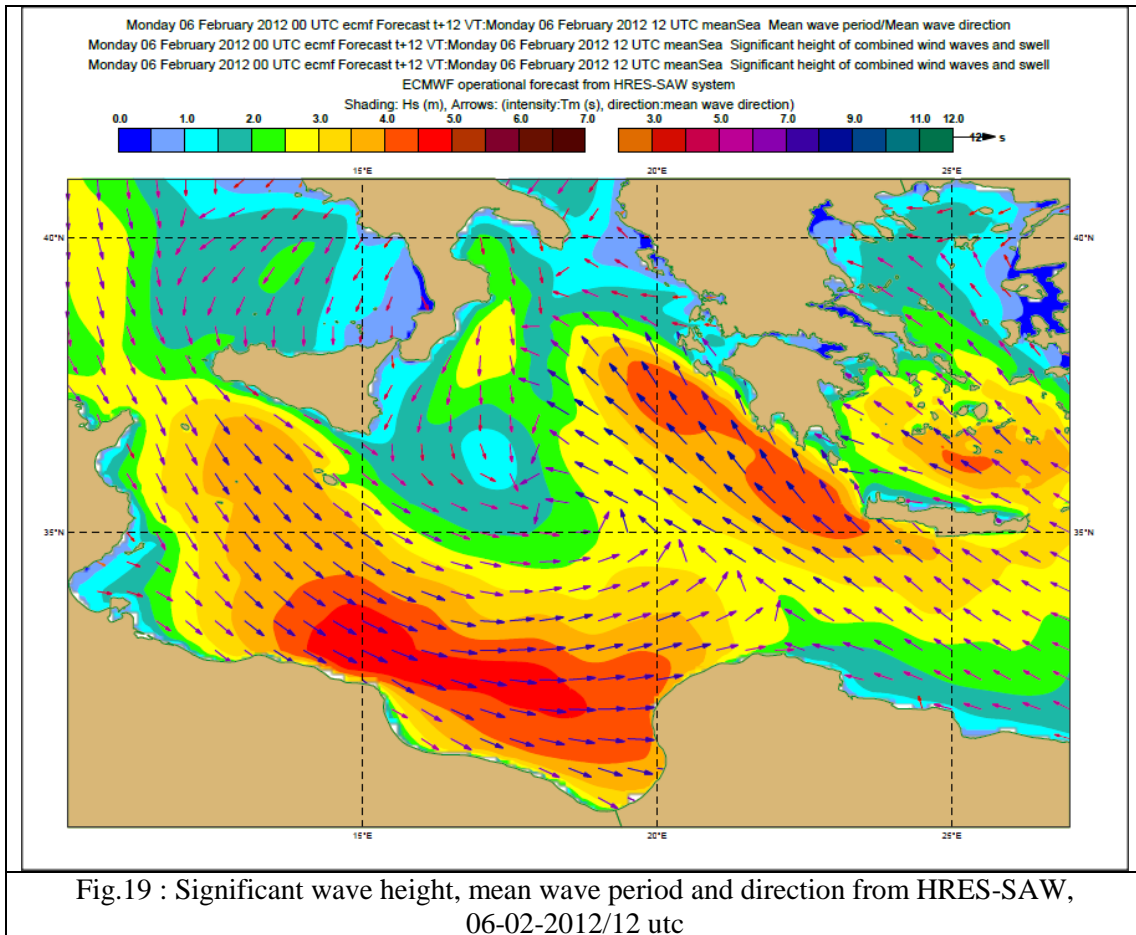 Monday 06 February 2012 00 UTC ecmf Forecast t+12 VT:Monday 06 February 2012 12 UTC meanSea Mean wave period/Mean wave direction
Monday 06 February 2012 00 UTC ecmf Forecast t+12 VT:Monday 06 February 2012 12 UTC meanSea Significant height of combined wind waves and swell
Monday 06 February 2012 00 UTC ecmf Forecast t+12 VT:Monday 06 February 2012 12 UTC meanSea Significant height of combined wind waves and swell
ECMWF operational forecast from HRES-SAW system
Shading: Hs (m), Arrows: (intensity:Tm (s), direction:mean wave direction)
0.0 1.0 2.0 3.0 4.0 5.0 6.0 7.0 3.0 4.0 5.0 7.0 9.0 11.0 12.0
12 s
15°E 20°E 25°E
40°N 40°N
35°N 35°N
15°E 20°E 25°E
Fig.19 : Significant wave height, mean wave period and direction from HRES-SAW,
06-02-2012/12 utc